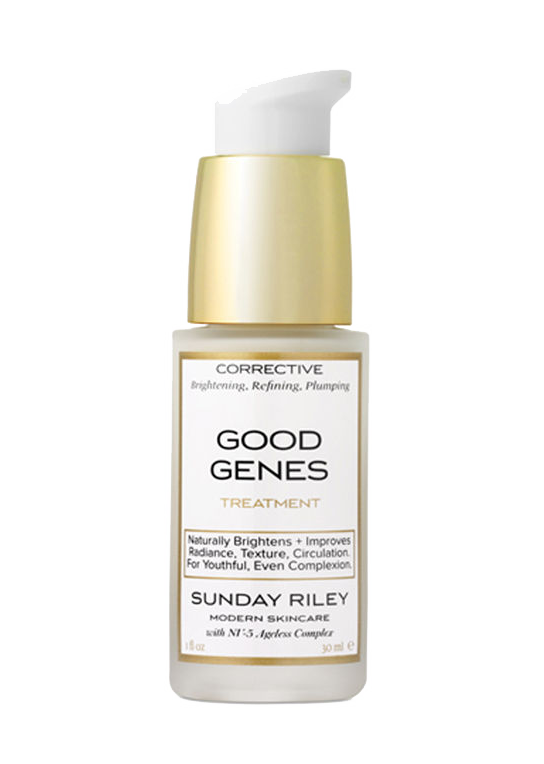 CORRECTIVE
Brightening, Refining, Plumping
GOOD
GENES
TREATMENT
Naturally Brightens + Improves
Radiance, Texture, Circulation.
For Youthful, Even Complexion.
SUNDAY RILEY
MODERN SKINCARE
with NV-5 Ageless Complex
1 fl oz 30 ml ℮